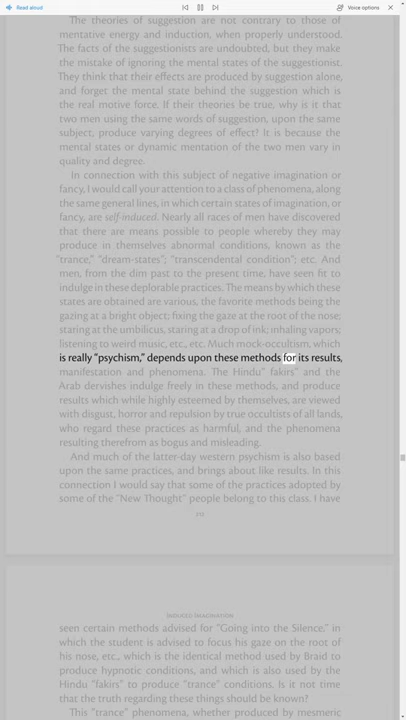 Read aloud
Voice options
The theories of suggestion are not contrary to those of
mentative energy and induction, when properly understood.
The facts of the suggestionists are undoubted, but they make
the mistake of ignoring the mental states of the suggestionist.
They think that their effects are produced by suggestion alone,
and forget the mental state behind the suggestion which is
the real motive force. If their theories be true, why is it that
two men using the same words of suggestion, upon the same
subject, produce varying degrees of effect? It is because the
mental states or dynamic mentation of the two men vary in
quality and degree.
In connection with this subject of negative imagination or
fancy, I would call your attention to a class of phenomena, along
the same general lines, in which certain states of imagination, or
fancy, are self-induced. Nearly all races of men have discovered
that there are means possible to people whereby they may
produce in themselves abnormal conditions, known as the
“trance,” “dream-states”; “transcendental condition”; etc. And
men, from the dim past to the present time, have seen fit to
indulge in these deplorable practices. The means by which these
states are obtained are various, the favorite methods being the
gazing at a bright object; fixing the gaze at the root of the nose;
staring at the umbilicus, staring at a drop of ink; inhaling vapors;
listening to weird music, etc., etc. Much mock-occultism, which
is really “psychism,” depends upon these methods for its results,
manifestation and phenomena. The Hindu” fakirs” and the
Arab dervishes indulge freely in these methods, and produce
results which while highly esteemed by themselves, are viewed
with disgust, horror and repulsion by true occultists of all lands,
who regard these practices as harmful, and the phenomena
resulting therefrom as bogus and misleading.
And much of the latter-day western psychism is also based
upon the same practices, and brings about like results. In this
connection I would say that some of the practices adopted by
some of the “New Thought” people belong to this class. I have
INDUCED IMAGINATION
seen certain methods advised for “Going into the Silence,” in
which the student is advised to focus his gaze on the root of
his nose, etc., which is the identical method used by Braid to
produce hypnotic conditions, and which is also used by the
Hindu “fakirs” to produce “trance” conditions. Is it not time
that the truth regarding these things should be known?
This “trance” phenomena, whether produced by mesmeric